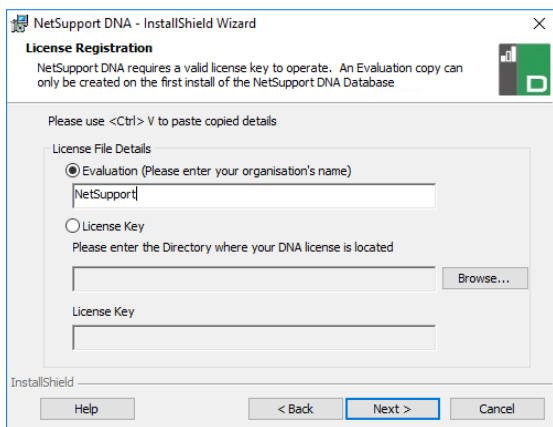 NetSupport DNA - InstallShield Wizard
License Registration
NetSupport DNA requires a valid license key to operate. An Evaluation copy can
only be created on the first install of the NetSupport DNA Database
D
Please use <Ctrl> V to paste copied details
License File Details
Evaluation (Please enter your organisation's name)
NetSupport
License Key
Please enter the Directory where your DNA license is located
Browse...
License Key
InstallShield
Help
< Back
Next >
Cancel